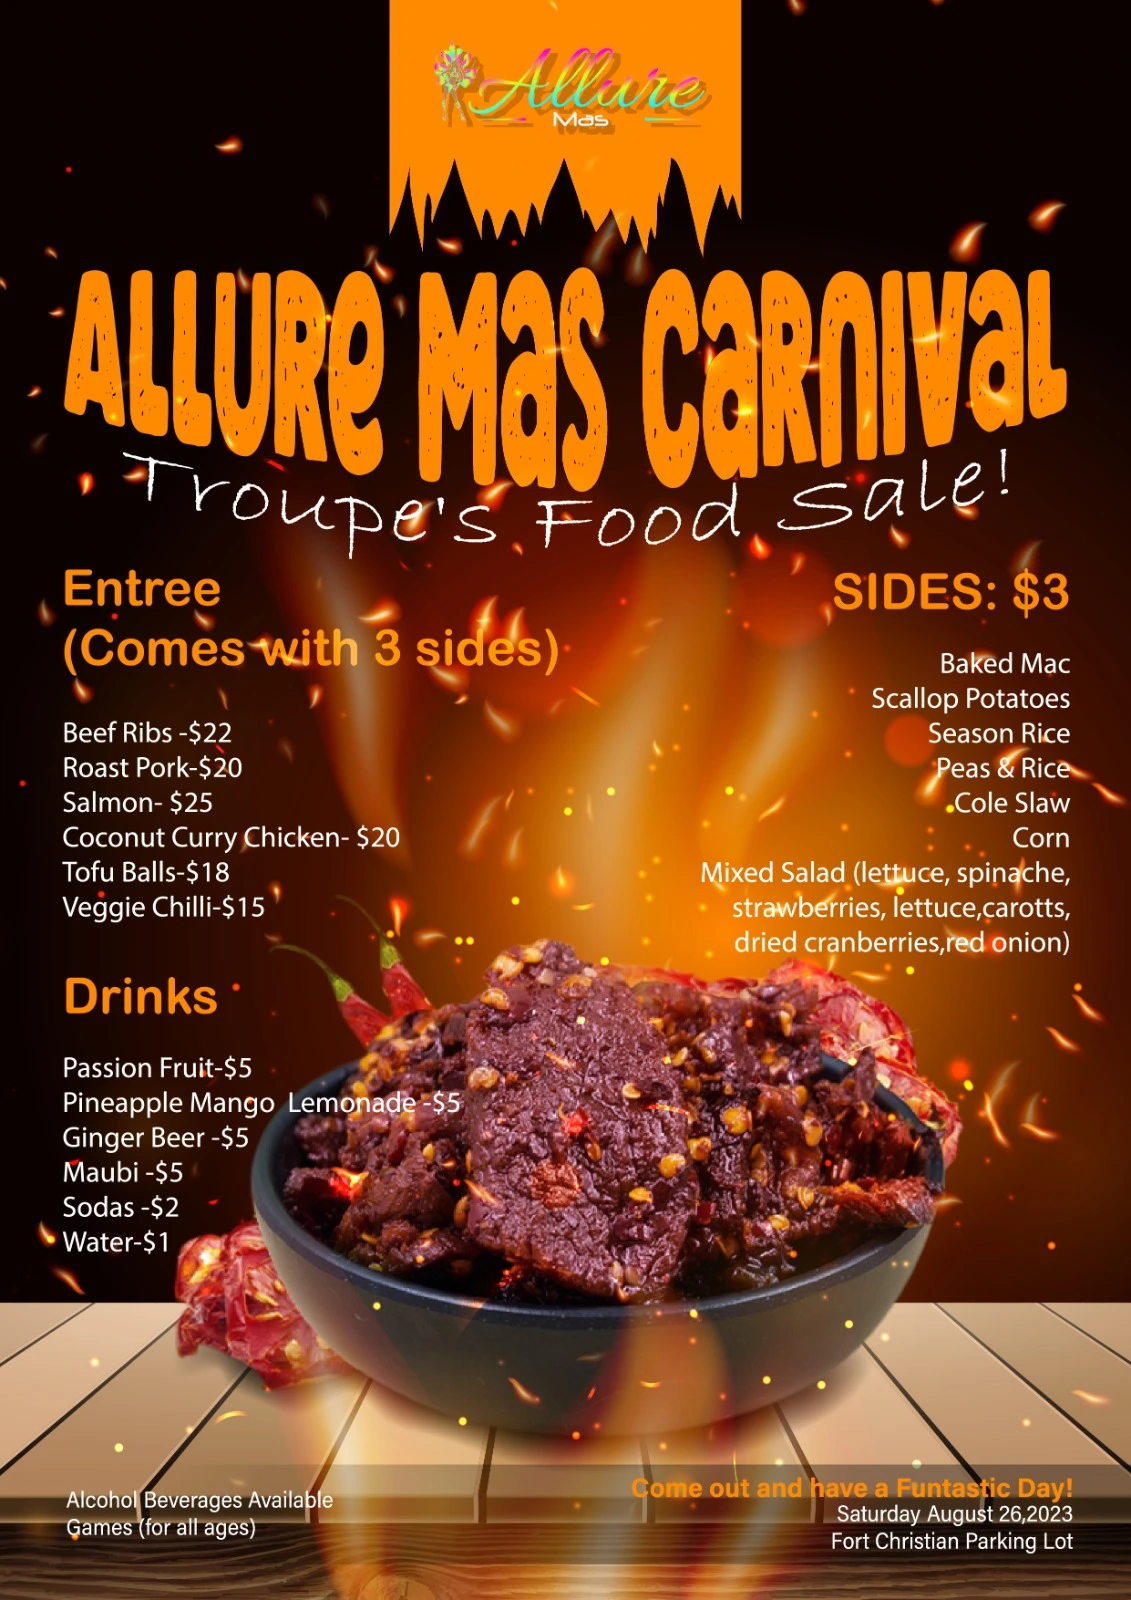 Allure
Mas
ALLURE Mas CaRNIVaL
Troupe's Food Sale!
Entree
(Comes with 3 sides)
Beef Ribs -$22
Roast Pork-$20
Salmon- $25
Coconut Curry Chicken- $20
Tofu Balls-$18
Veggie Chilli-$15
Drinks
Passion Fruit-$5
Pineapple Mango  Lemonade -$5
Ginger Beer -$5
Maubi -$5
Sodas -$2
Water-$1
SIDES: $3
Baked Mac
Scallop Potatoes
Season Rice
Peas & Rice
Cole Slaw
Corn
Mixed Salad (lettuce, spinache,
strawberries, lettuce,carotts,
dried cranberries,red onion)
Alcohol Beverages Available
Games (for all ages)
Come out and have a Funtastic Day!
Saturday August 26,2023
Fort Christian Parking Lot